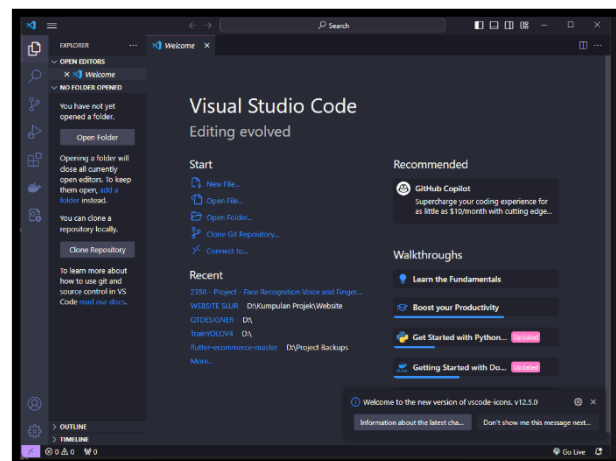 Search
EXPLORER
Welcome
OPEN EDITORS
Welcome
NO FOLDER OPENED
You have not yet
opened a folder.
Open Folder
Opening a folder will
close all currently
open editors. To keep
them open, add a
folder instead.
You can clone a
repository locally.
Clone Repository
To learn more about
how to use git and
source control in VS
Code read our docs.
OUTLINE
TIMELINE
Visual Studio Code
Editing evolved
Start
New File...
Open File...
Open Folder...
Clone Git Repository...
Connect to...
Recent
2350 - Project - Face Recognition Voice and Finger...
WEBSITE SLUR D:\Kumpulan Projek\Website
QTDESIGNER D:\
TrainYOLOV4 D:\
flutter-ecommerce-master D:\Project Backups
More...
Recommended
GitHub Copilot
Supercharge your coding experience for
as little as $10/month with cutting edge...
Walkthroughs
Learn the Fundamentals
Boost your Productivity
Get Started with Python... Updated
Getting Started with Do... Updated
Welcome to the new version of vscode-icons. v12.5.0
Information about the latest cha...
Don't show me this message next...
0 0 0
Go Live